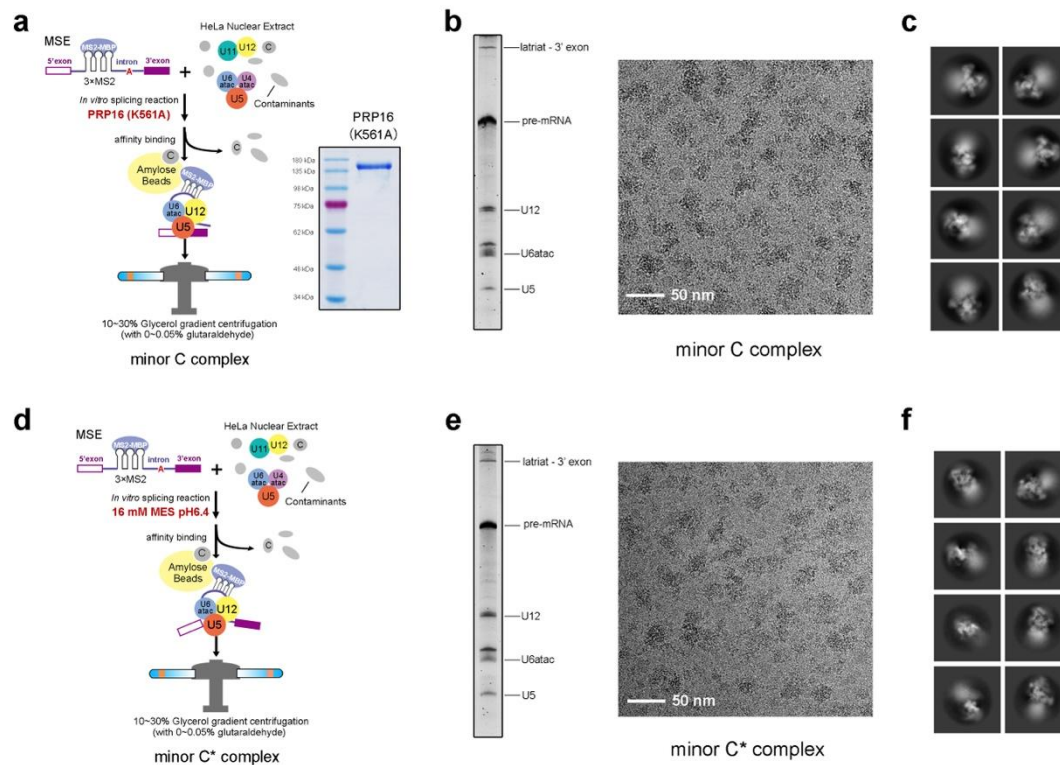 a
MSE
MS2-MBP
5'exon
intron
3'exon
A
3×MS2
+
HeLa Nuclear Extract
U11
U12
C
U6
atac
U4
atac
U5
Contaminants
In vitro splicing reaction
PRP16 (K561A)
affinity binding
C
C
Amylose
Beads
MS2-MBP
U6
atac
U12
U5
10~30% Glycerol gradient centrifugation
(with 0~0.05% glutaraldehyde)
minor C complex
PRP16
(K561A)
135 kDa
75 kDa
62 kDa
34 kDa
b
latriat - 3' exon
pre-mRNA
U12
U6atac
U5
50 nm
minor C complex
c
d
MSE
MS2-MBP
5'exon
intron
3'exon
A
3×MS2
+
HeLa Nuclear Extract
U11
U12
C
U6
atac
U4
atac
U5
Contaminants
In vitro splicing reaction
16 mM MES pH6.4
affinity binding
C
C
Amylose
Beads
MS2-MBP
U6
atac
U12
U5
10~30% Glycerol gradient centrifugation
(with 0~0.05% glutaraldehyde)
minor C* complex
e
latriat - 3' exon
pre-mRNA
U12
U6atac
U5
50 nm
minor C* complex
f